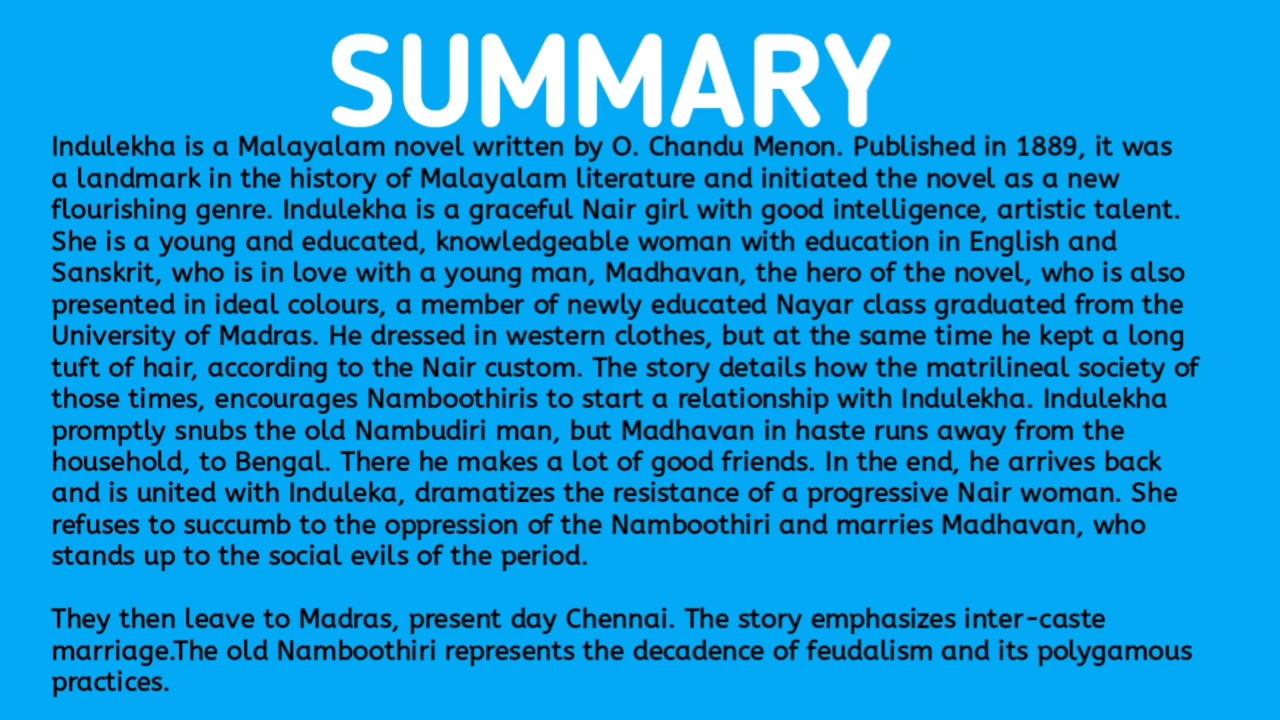 SUMMARY
Indulekha is a Malayalam novel written by O. Chandu Menon. Published in 1889, it was
a landmark in the history of Malayalam literature and initiated the novel as a new
flourishing genre. Indulekha is a graceful Nair girl with good intelligence, artistic talent.
She is a young and educated, knowledgeable woman with education in English and
Sanskrit, who is in love with a young man, Madhavan, the hero of the novel, who is also
presented in ideal colours, a member of newly educated Nayar class graduated from the
University of Madras. He dressed in western clothes, but at the same time he kept a long
tuft of hair, according to the Nair custom. The story details how the matrilineal society of
those times, encourages Namboothiris to start a relationship with Indulekha. Indulekha
promptly snubs the old Nambudiri man, but Madhavan in haste runs away from the
household, to Bengal. There he makes a lot of good friends. In the end, he arrives back
and is united with Induleka, dramatizes the resistance of a progressive Nair woman. She
refuses to succumb to the oppression of the Namboothiri and marries Madhavan, who
stands up to the social evils of the period.
They then leave to Madras, present day Chennai. The story emphasizes inter-caste
marriage.The old Namboothiri represents the decadence of feudalism and its polygamous
practices.